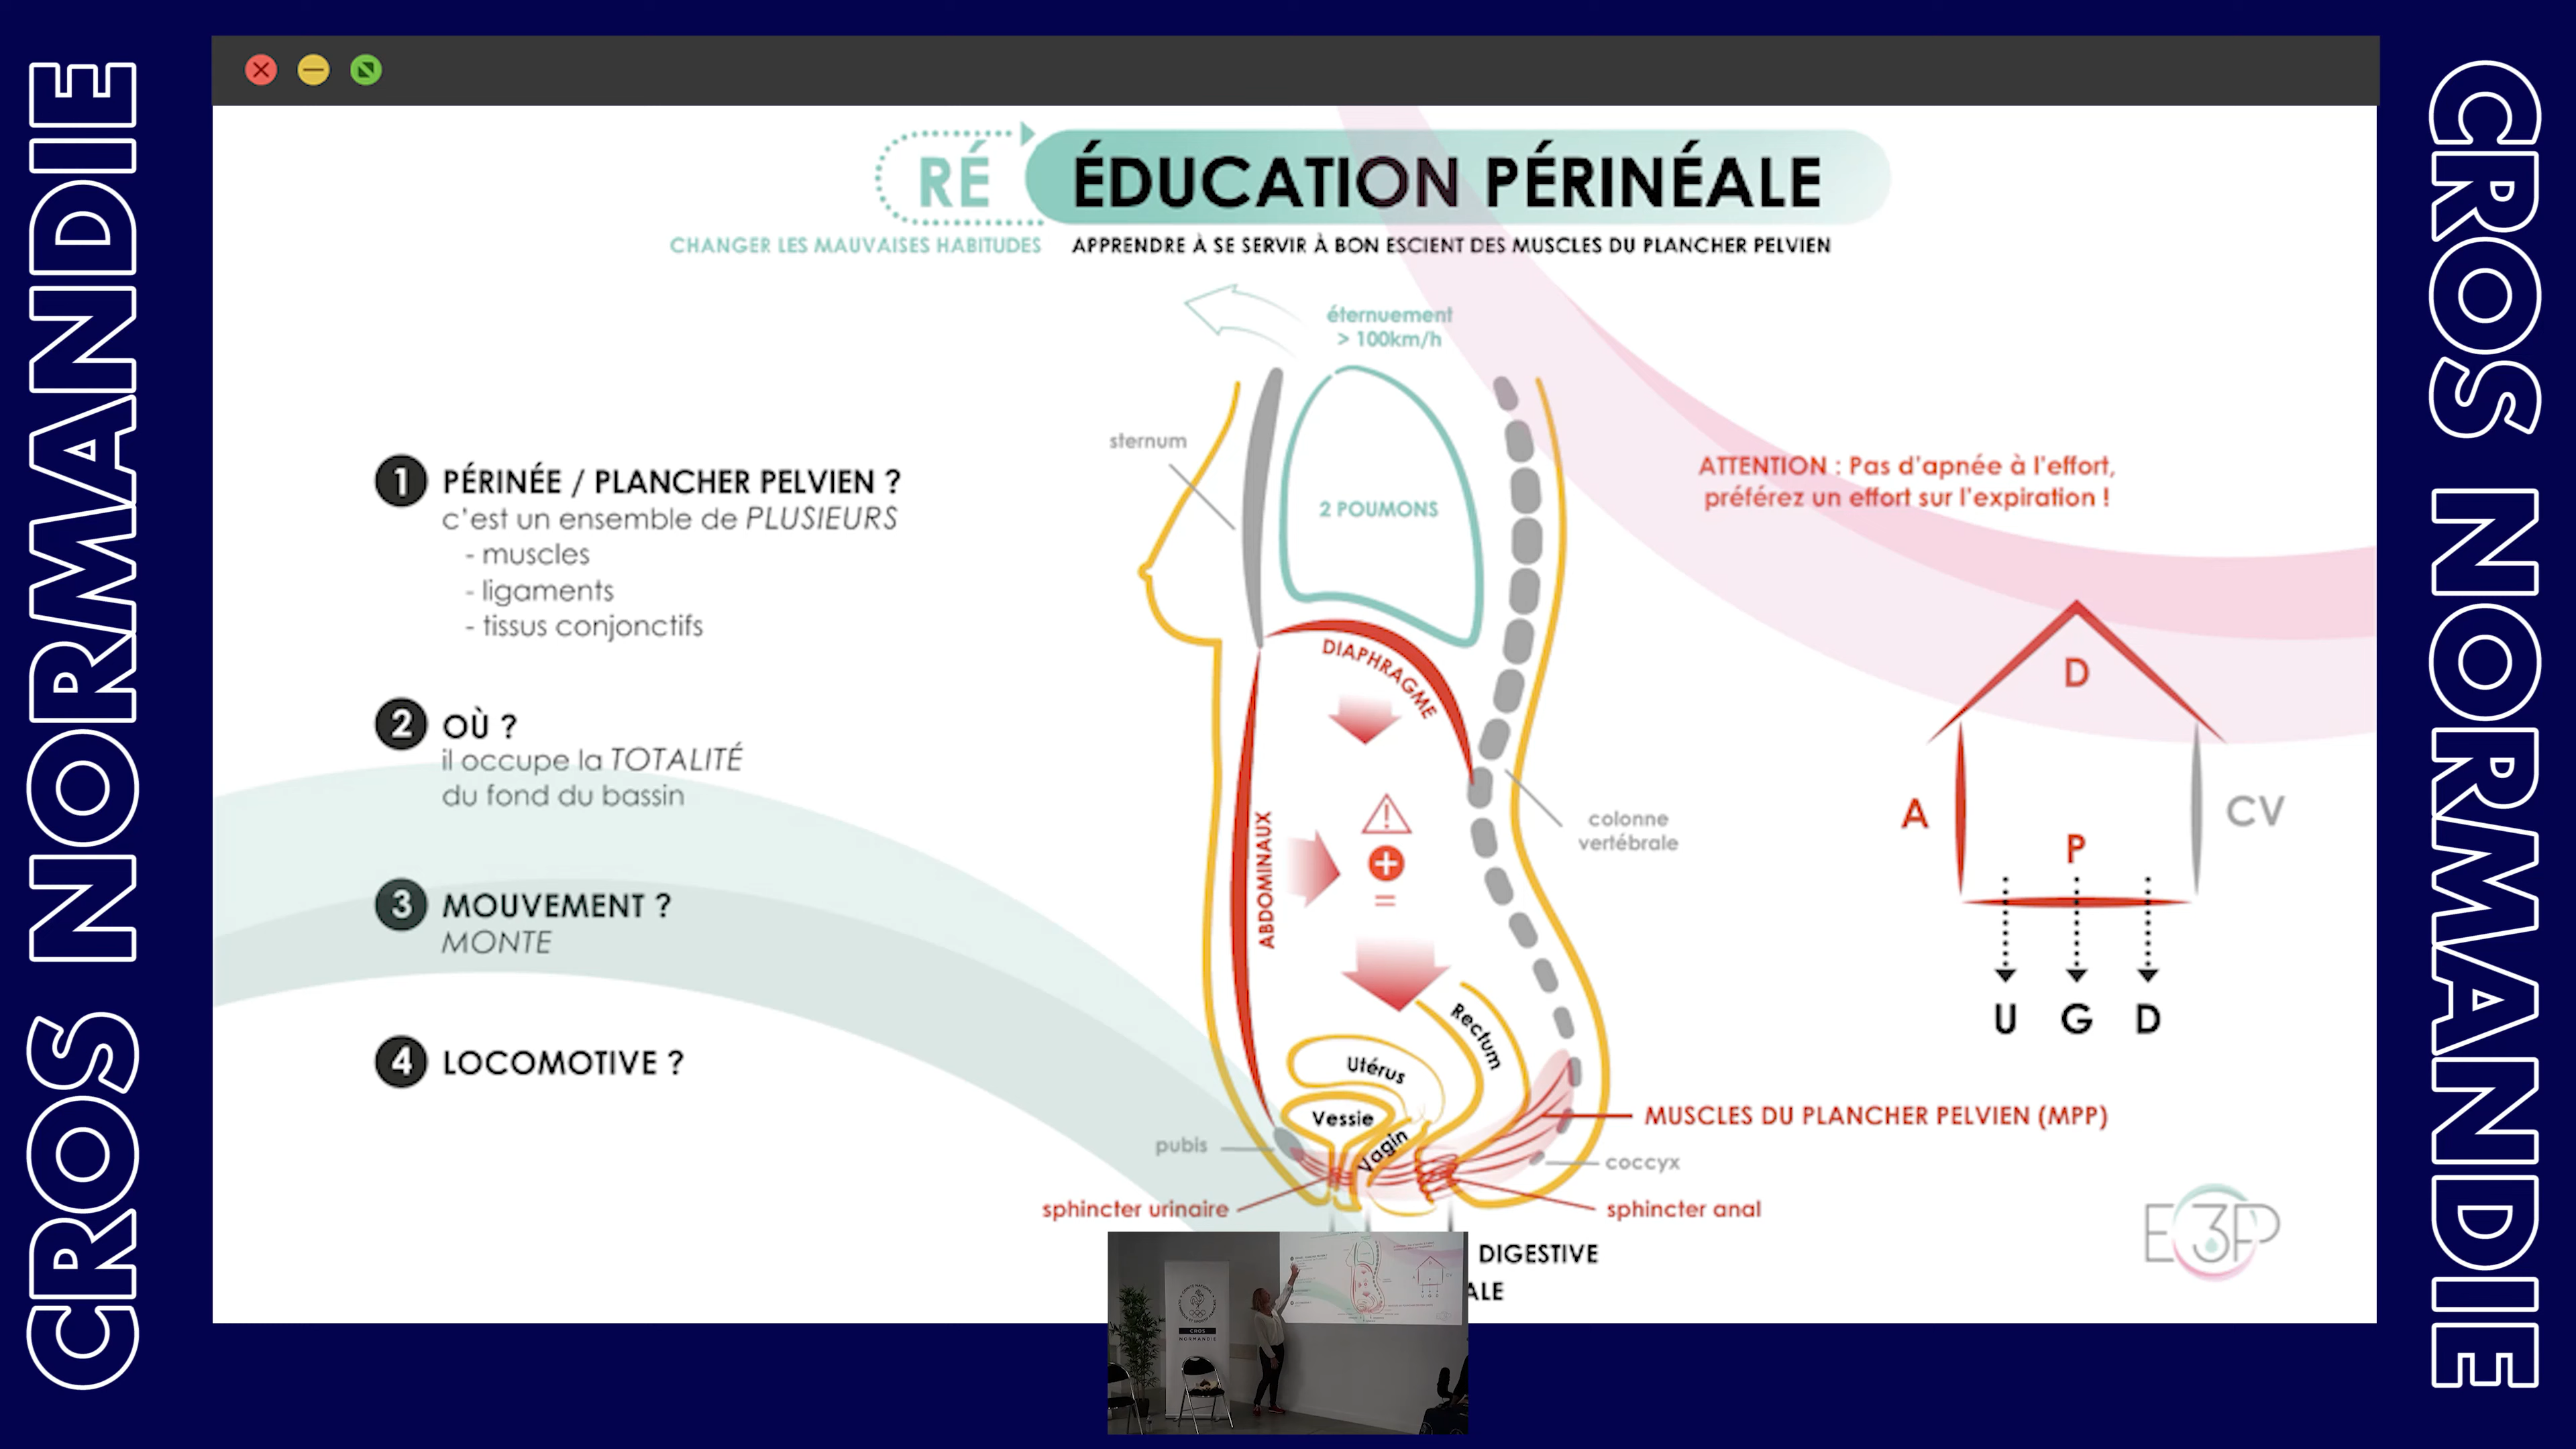 CROS NORMANDIE
RÉ ÉDUCATION PÉRINÉALE
CHANGER LES MAUVAISES HABITUDES
APPRENDRE À SE SERVIR À BON ESCIENT DES MUSCLES DU PLANCHER PELVIEN
1 PÉRINÉE / PLANCHER PELVIEN ?
c'est un ensemble de PLUSIEURS
- muscles
- ligaments
- tissus conjonctifs
2 OÙ ?
il occupe la TOTALITÉ
du fond du bassin
3 MOUVEMENT ?
MONTE
4 LOCOMOTIVE ?
éternuement
> 100km/h
sternum
2 POUMONS
DIAPHRAGME
ABDOMINAUX
!
+
=
colonne
vertébrale
Rectum
Utérus
Vessie
Vagin
pubis
MUSCLES DU PLANCHER PELVIEN (MPP)
coccyx
sphincter urinaire
sphincter anal
DIGESTIVE
ALE
ATTENTION : Pas d'apnée à l'effort,
préférez un effort sur l'expiration !
D
A
CV
P
U G D
E3P
CROS
NORMANDIE
CROS NORMANDIE